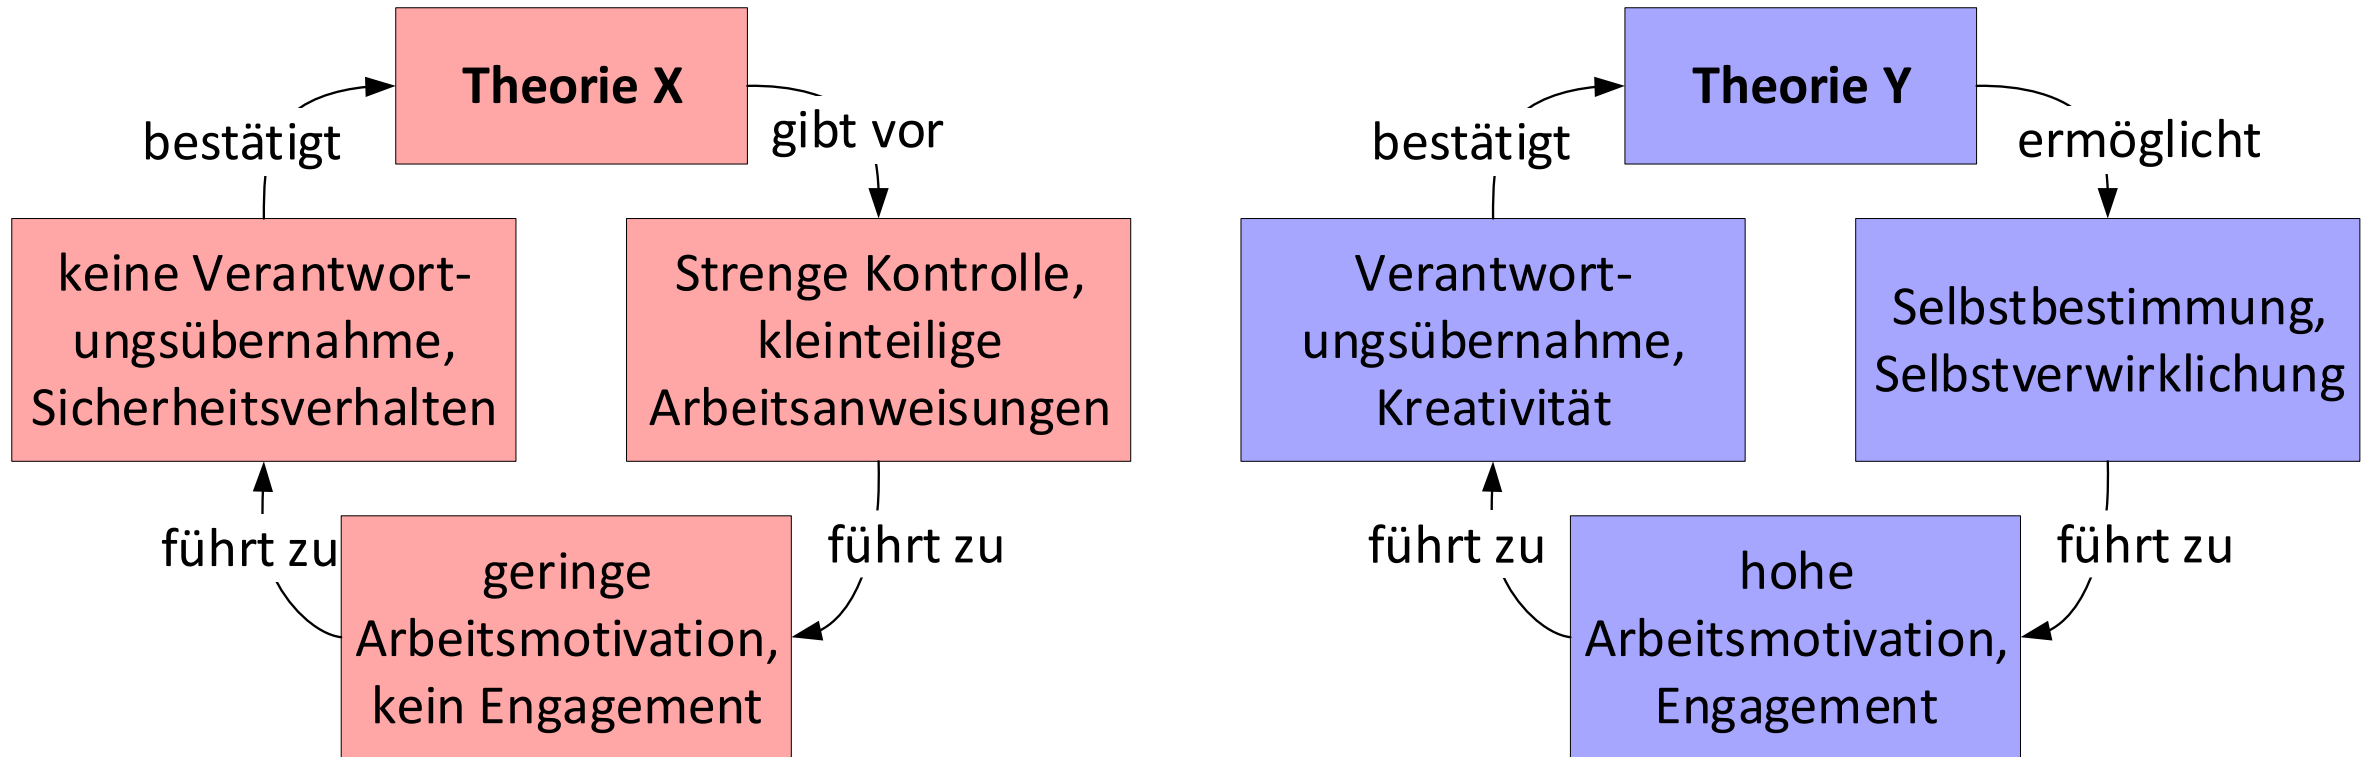 Theorie X
gibt vor
Strenge Kontrolle,
kleinteilige
Arbeitsanweisungen
führt zu
geringe
Arbeitsmotivation,
kein Engagement
führt zu
keine Verantwort-
ungsübernahme,
Sicherheitsverhalten
bestätigt
Theorie Y
ermöglicht
Selbstbestimmung,
Selbstverwirklichung
führt zu
hohe
Arbeitsmotivation,
Engagement
führt zu
Verantwort-
ungsübernahme,
Kreativität
bestätigt